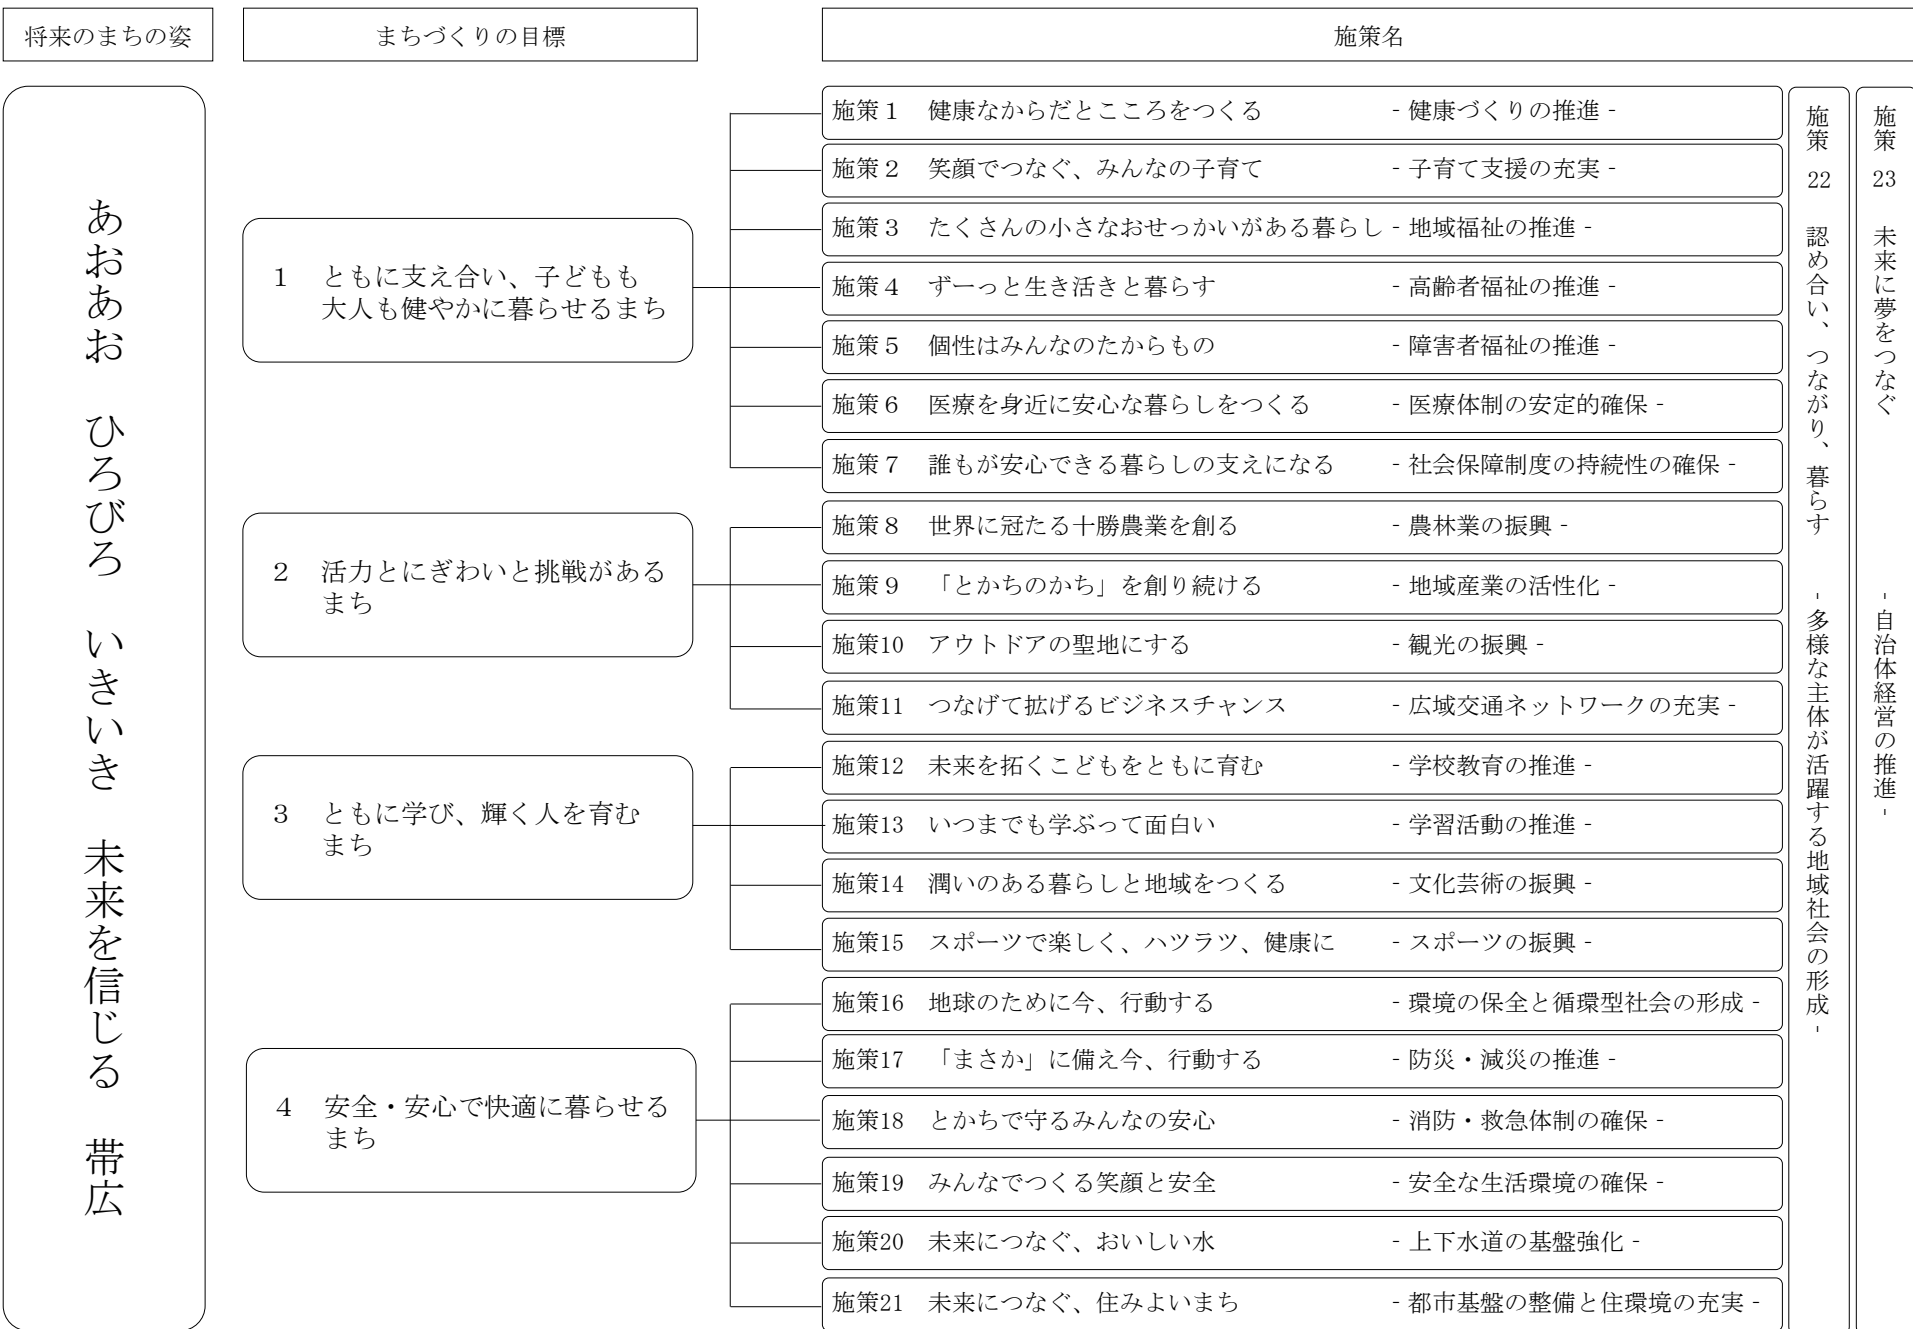 将来のまちの姿
まちづくりの目標
施策名
あおあお　ひろびろ　いきいき　未来を信じる　帯広
1　ともに支え合い、子どもも
大人も健やかに暮らせるまち
施策１　健康なからだとこころをつくる　- 健康づくりの推進 -
施策２　笑顔でつなぐ、みんなの子育て　- 子育て支援の充実 -
施策３　たくさんの小さなおせっかいがある暮らし - 地域福祉の推進 -
施策４　ずーっと生き活きと暮らす　- 高齢者福祉の推進 -
施策５　個性はみんなのたからもの　- 障害者福祉の推進 -
施策６　医療を身近に安心な暮らしをつくる　- 医療体制の安定的確保 -
施策７　誰もが安心できる暮らしの支えになる　- 社会保障制度の持続性の確保 -
2　活力とにぎわいと挑戦がある
まち
施策８　世界に冠たる十勝農業を創る　- 農林業の振興 -
施策９　「とかちのかち」を創り続ける　- 地域産業の活性化 -
施策10　アウトドアの聖地にする　- 観光の振興 -
施策11　つなげて拡げるビジネスチャンス　- 広域交通ネットワークの充実 -
3　ともに学び、輝く人を育む
まち
施策12　未来を拓くこどもをともに育む　- 学校教育の推進 -
施策13　いつまでも学ぶって面白い　- 学習活動の推進 -
施策14　潤いのある暮らしと地域をつくる　- 文化芸術の振興 -
施策15　スポーツで楽しく、ハツラツ、健康に　- スポーツの振興 -
4　安全・安心で快適に暮らせる
まち
施策16　地球のために今、行動する　- 環境の保全と循環型社会の形成 -
施策17　「まさか」に備え今、行動する　- 防災・減災の推進 -
施策18　とかちで守るみんなの安心　- 消防・救急体制の確保 -
施策19　みんなでつくる笑顔と安全　- 安全な生活環境の確保 -
施策20　未来につなぐ、おいしい水　- 上下水道の基盤強化 -
施策21　未来につなぐ、住みよいまち　- 都市基盤の整備と住環境の充実 -
施策 22　認め合い、つながり、暮らす　- 多様な主体が活躍する地域社会の形成 -
施策 23　未来に夢をつなぐ　- 自治体経営の推進 -